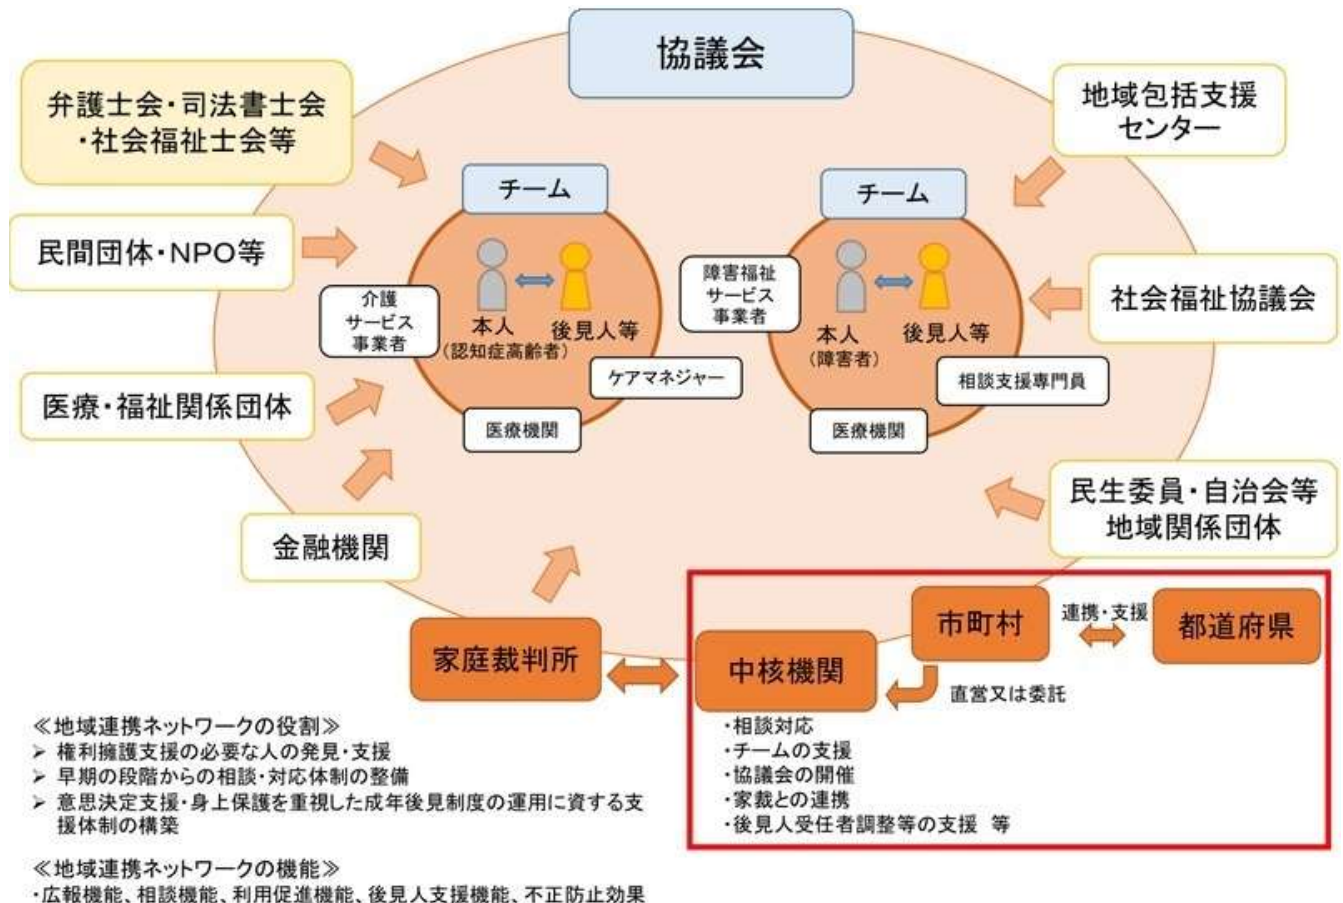 協議会
弁護士会・司法書士会
・社会福祉士会等
地域包括支援
センター
チーム
チーム
民間団体・NPO等
介護
サービス
事業者
本人
(認知症高齢者)
後見人等
障害福祉
サービス
事業者
本人
(障害者)
後見人等
社会福祉協議会
ケアマネジャー
相談支援専門員
医療・福祉関係団体
医療機関
医療機関
金融機関
民生委員・自治会等
地域関係団体
家庭裁判所
中核機関
市町村
連携・支援
都道府県
直営又は委託
・相談対応
・チームの支援
・協議会の開催
・家裁との連携
・後見人受任者調整等の支援 等
≪地域連携ネットワークの役割≫
➢ 権利擁護支援の必要な人の発見・支援
➢ 早期の段階からの相談・対応体制の整備
➢ 意思決定支援・身上保護を重視した成年後見制度の運用に資する支
援体制の構築
≪地域連携ネットワークの機能≫
・広報機能、相談機能、利用促進機能、後見人支援機能、不正防止効果